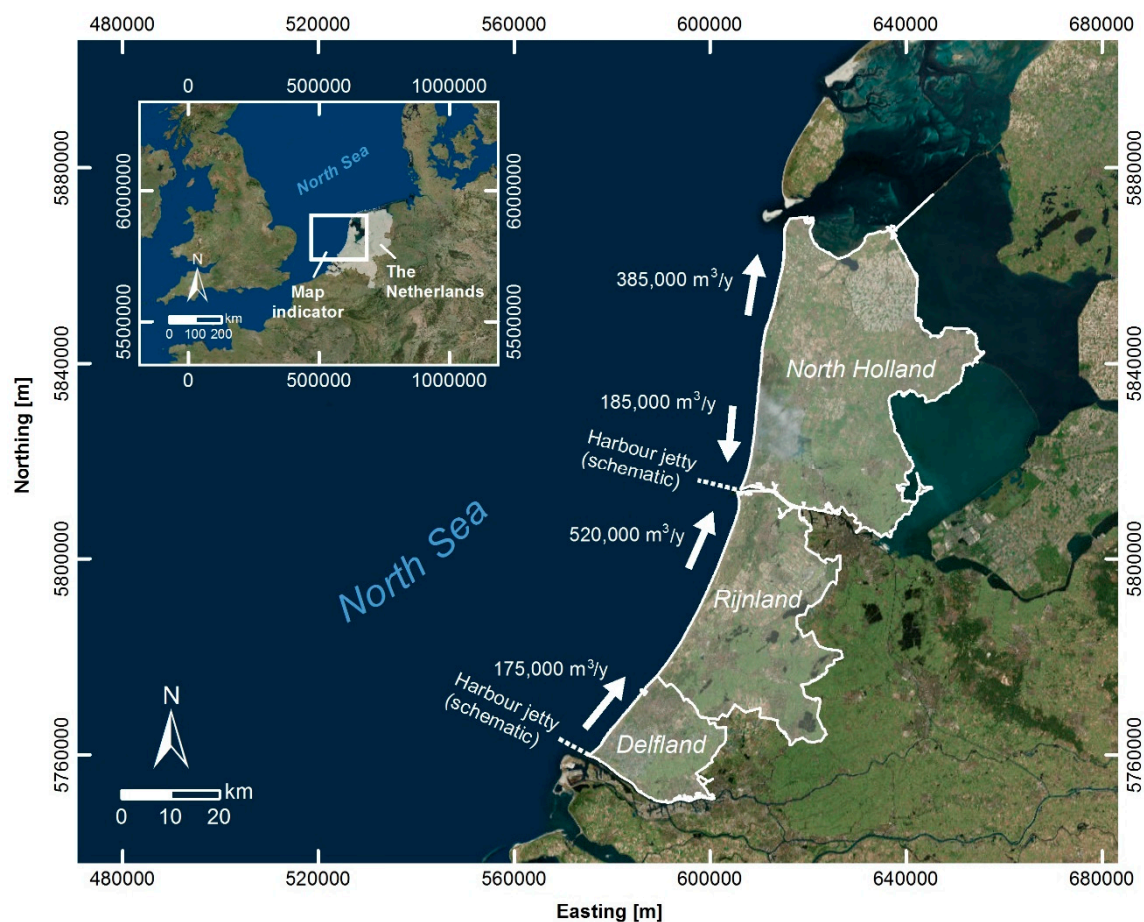 480000 520000 560000 600000 640000 680000
0 500000 1000000
6000000
5500000
North Sea
N
km
0 100 200
Map
indicator
The
Netherlands
0 500000 1000000
6000000
5500000
5880000
5840000
5800000
5760000
Northing [m]
385,000 m³/y
North Holland
185,000 m³/y
Harbour jetty
(schematic)
520,000 m³/y
North Sea
Rijnland
175,000 m³/y
Harbour jetty
(schematic)
Delfland
N
km
0 10 20
5880000
5840000
5800000
5760000
480000 520000 560000 600000 640000 680000
Easting [m]